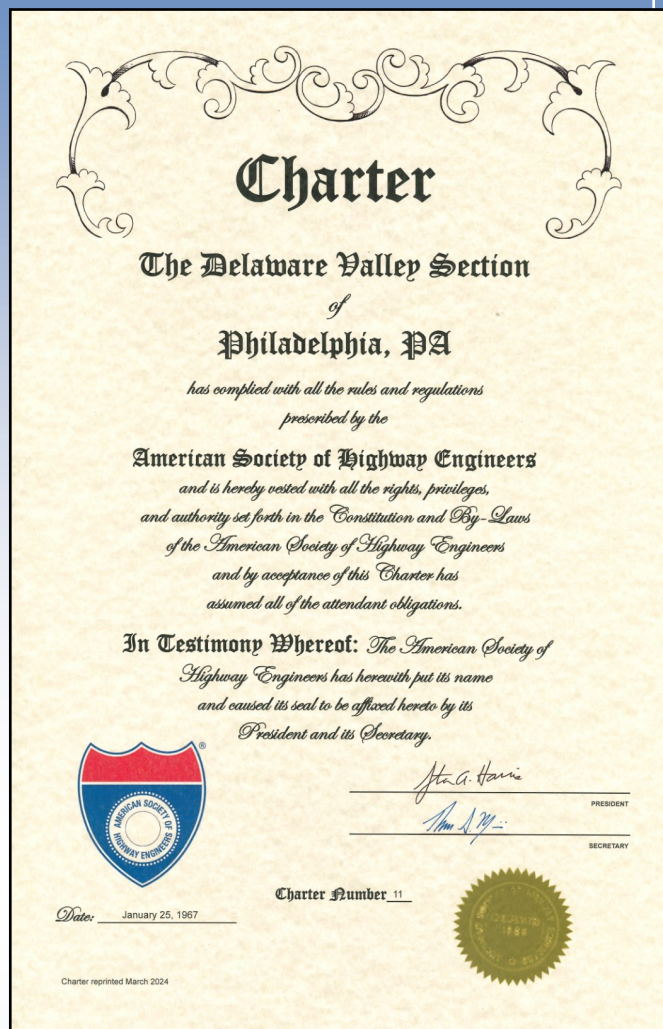 Charter
The Delaware Valley Section
of
Philadelphia, PA
has complied with all the rules and regulations
prescribed by the
American Society of Highway Engineers
and is hereby vested with all the rights, privileges,
and authority set forth in the Constitution and By-Laws
of the American Society of Highway Engineers
and by acceptance of this Charter has
assumed all of the attendant obligations.
In Testimony Whereof: The American Society of
Highway Engineers has herewith put its name
and caused its seal to be affixed hereto by its
President and its Secretary.
®
AMERICAN SOCIETY OF
HIGHWAY ENGINEERS
PRESIDENT
SECRETARY
Charter Number 11
Date: January 25, 1967
Charter reprinted March 2024